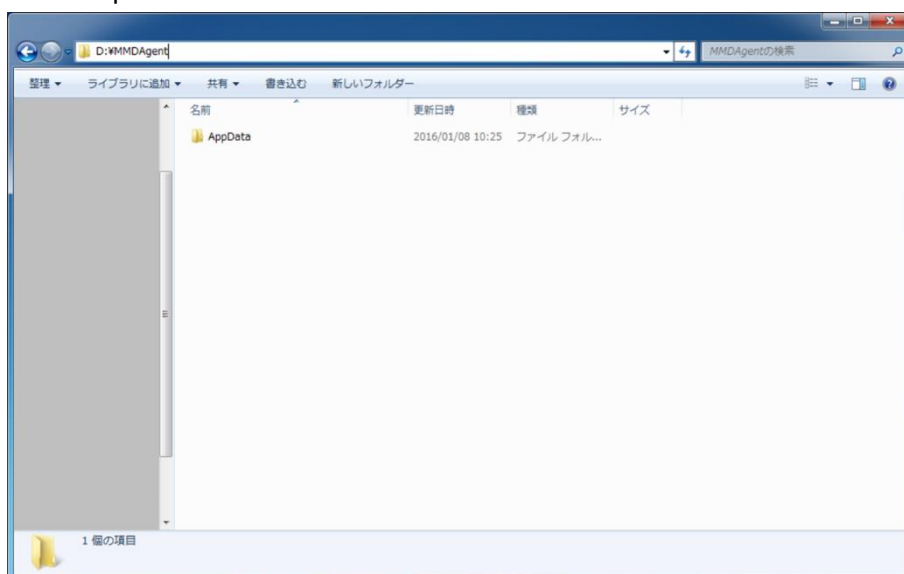 D:¥MMDAgent
MMDAgentの検索
整理 ライブラリに追加 共有 書き込む 新しいフォルダー
名前 更新日時 種類 サイズ
AppData 2016/01/08 10:25 ファイル フォル...
1 個の項目